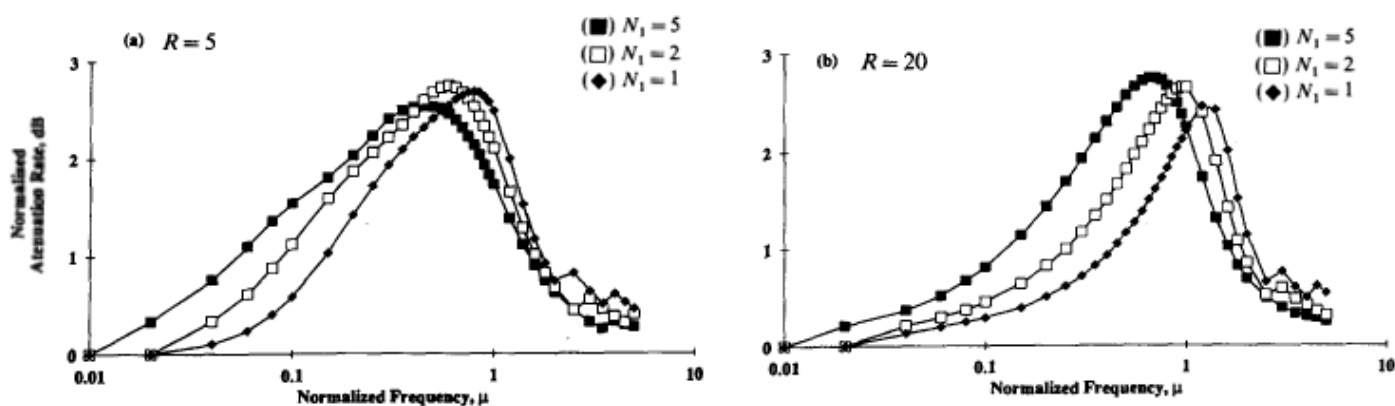 (a) R = 5
(■) N₁ = 5
(□) N₁ = 2
(◆) N₁ = 1
Normalised
Atenuation Rate, dB
3
2
1
0
0.01
0.1
1
10
Normalized Frequency, μ
(b) R = 20
(■) N₁ = 5
(□) N₁ = 2
(◆) N₁ = 1
3
2
1
0
0.01
0.1
1
10
Normalized Frequency, μ